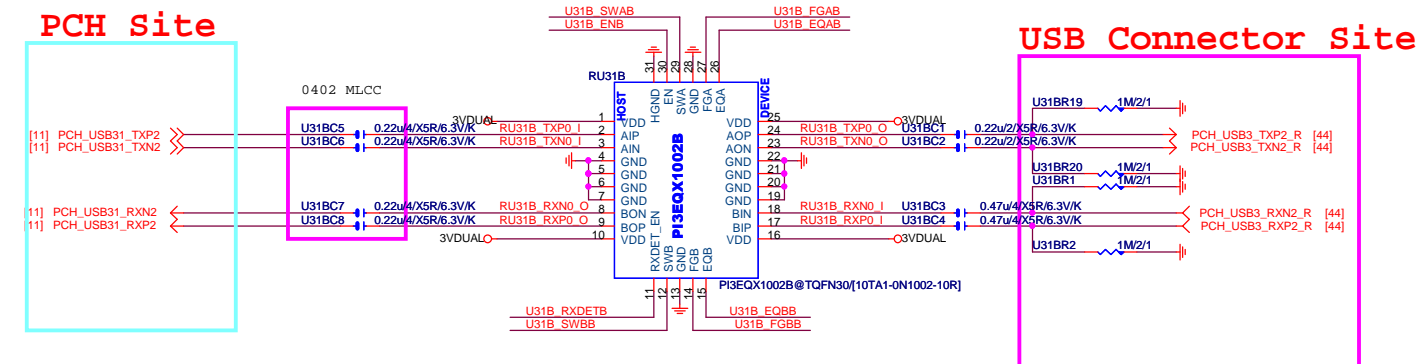 PCH Site
USB Connector Site
U31B_SWAB
U31B_ENB
U31B_FGAB
U31B_EQAB
31
30
29
28
27
26
HGND
EN
SWA
GND
FGA
EQA
RU31B
HOST
DEVICE
PI3EQX1002B
0402 MLCC
3VDUAL
[11] PCH_USB31_TXP2
[11] PCH_USB31_TXN2
U31BC5 0.22u/4/X5R/6.3V/K RU31B_TXP0_I
U31BC6 0.22u/4/X5R/6.3V/K RU31B_TXN0_I
[11] PCH_USB31_RXN2
[11] PCH_USB31_RXP2
U31BC7 0.22u/4/X5R/6.3V/K RU31B_RXN0_O
U31BC8 0.22u/4/X5R/6.3V/K RU31B_RXP0_O
3VDUAL
1 VDD
2 AIP
3 AIN
4 GND
5 GND
6 GND
7 GND
8 BON
9 BOP
10 VDD
VDD 25
AOP 24
AON 23
GND 22
GND 21
GND 20
GND 19
BIN 18
BIP 17
VDD 16
3VDUAL
RU31B_TXP0_O U31BC1 0.22u/2/X5R/6.3V/K
RU31B_TXN0_O U31BC2 0.22u/2/X5R/6.3V/K
RU31B_RXN0_I U31BC3 0.47u/4/X5R/6.3V/K
RU31B_RXP0_I U31BC4 0.47u/4/X5R/6.3V/K
3VDUAL
U31BR19 1M/2/1
PCH_USB3_TXP2_R [44]
PCH_USB3_TXN2_R [44]
U31BR20 1M/2/1
U31BR1 1M/2/1
PCH_USB3_RXN2_R [44]
PCH_USB3_RXP2_R [44]
U31BR2 1M/2/1
RXDET_EN
SWB
GND
FGB
EQB
11
12
13
14
15
PI3EQX1002B@TQFN30/[10TA1-0N1002-10R]
U31B_RXDETB
U31B_SWBB
U31B_EQBB
U31B_FGBB